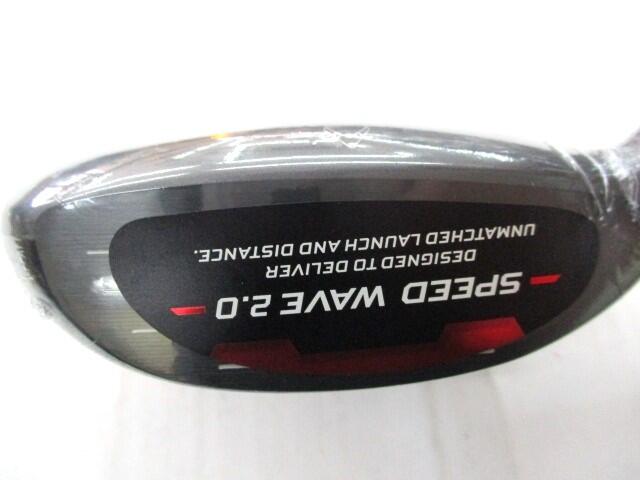 SPEED WAVE 2.0
DESIGNED TO DELIVER
UNMATCHED LAUNCH AND DISTANCE.